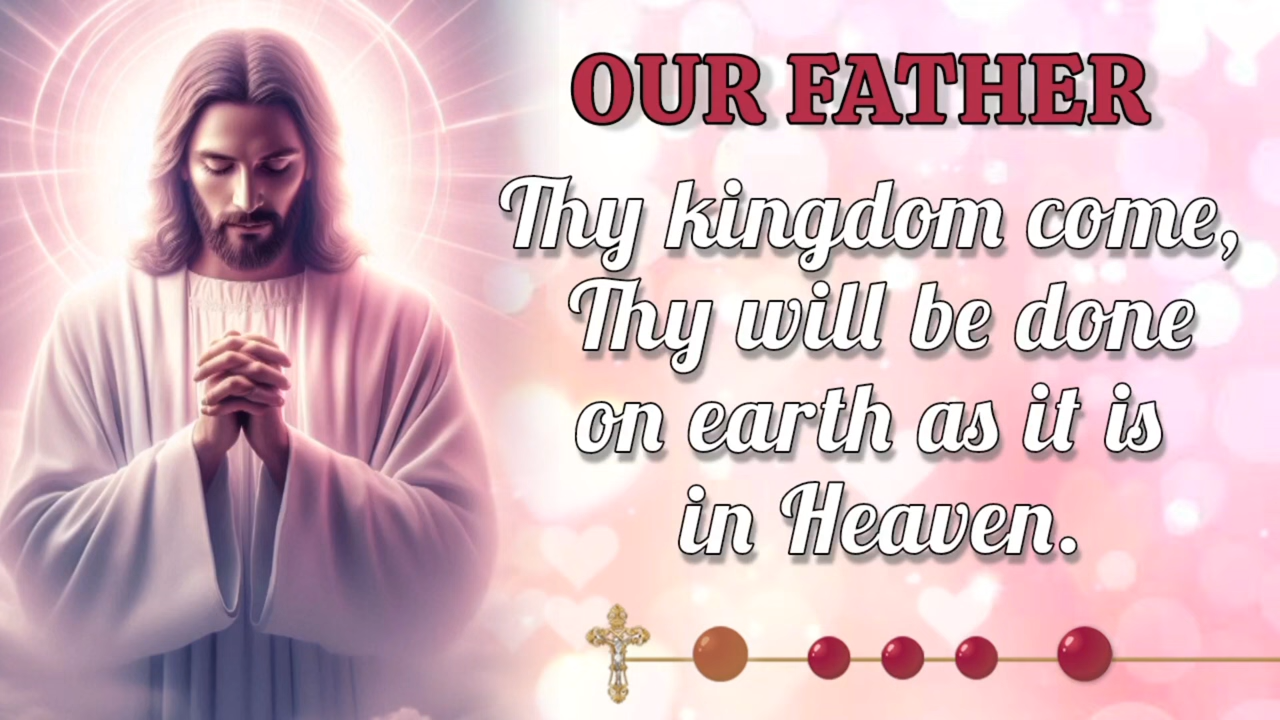 OUR FATHER
Thy kingdom come,
Thy will be done
on earth as it is
in Heaven.